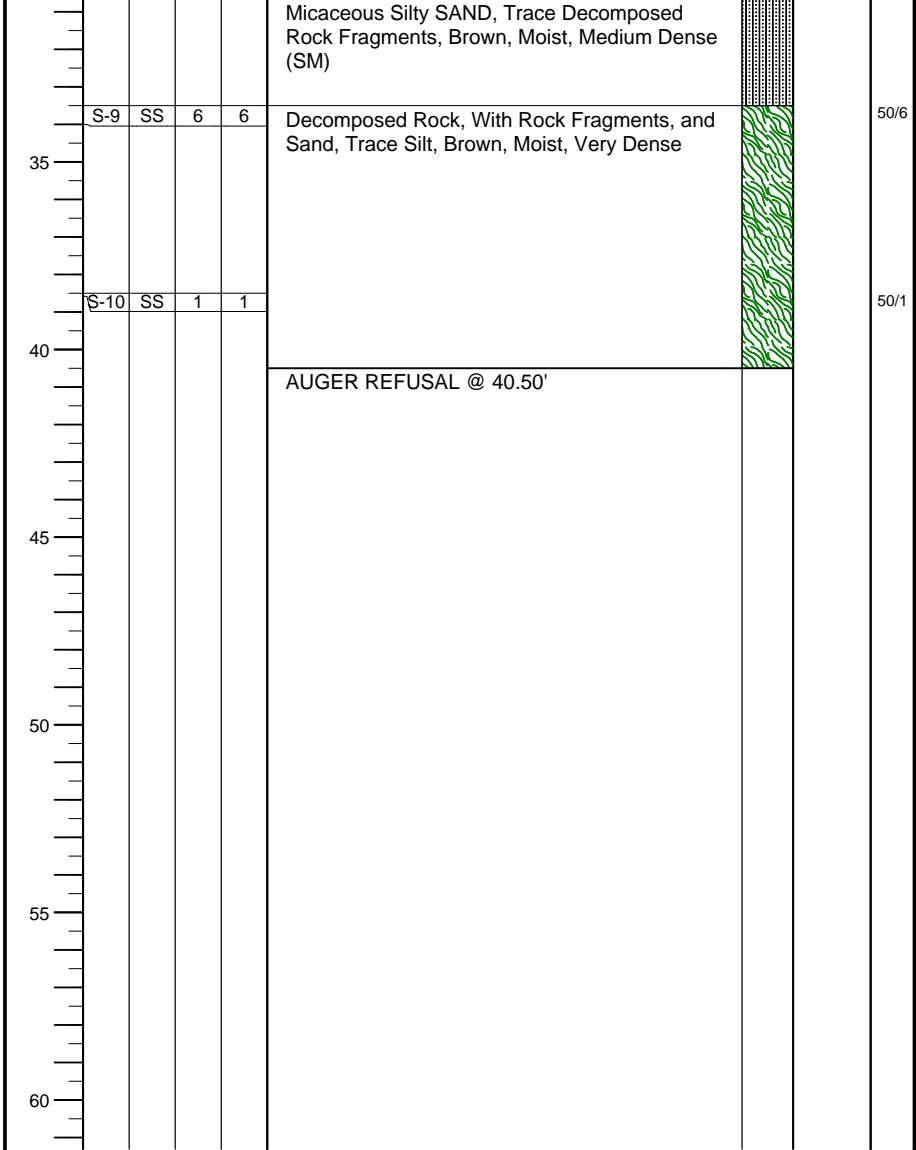 Micaceous Silty SAND, Trace Decomposed
Rock Fragments, Brown, Moist, Medium Dense
(SM)
S-9 SS 6 6
Decomposed Rock, With Rock Fragments, and
Sand, Trace Silt, Brown, Moist, Very Dense
50/6
35
S-10 SS 1 1
50/1
40
AUGER REFUSAL @ 40.50'
45
50
55
60